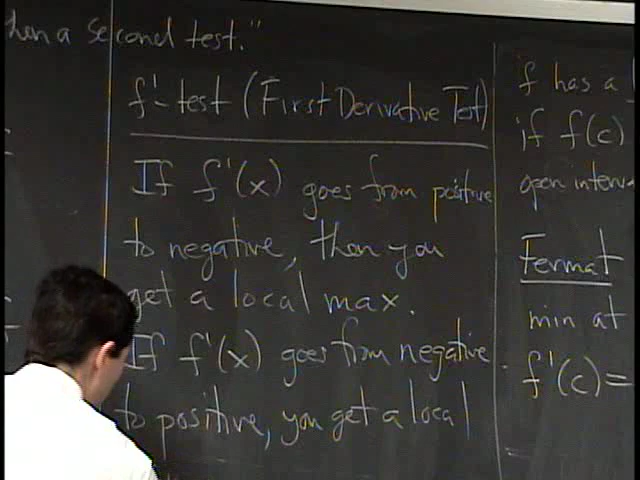 then a second test."
f'-test (First Derivative Test)
If f'(x) goes from positive
to negative, then you
get a local max.
If f'(x) goes from negative
to positive, you get a local
f has a
if f(c)
open interv
Fermat
min at
f'(c)=